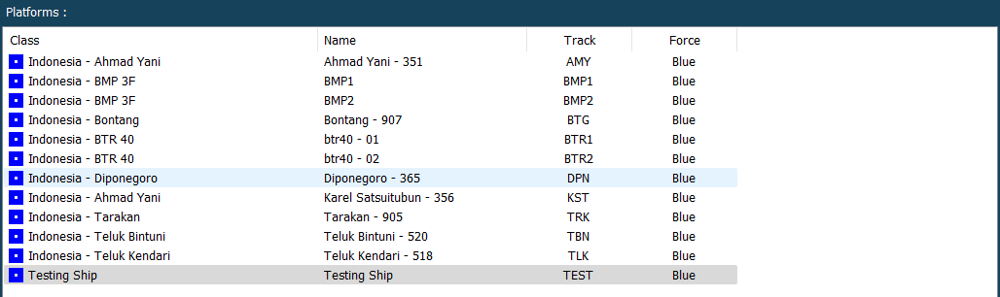 Platforms :
Class Name Track Force
Indonesia - Ahmad Yani Ahmad Yani - 351 AMY Blue
Indonesia - BMP 3F BMP1 BMP1 Blue
Indonesia - BMP 3F BMP2 BMP2 Blue
Indonesia - Bontang Bontang - 907 BTG Blue
Indonesia - BTR 40 btr40 - 01 BTR1 Blue
Indonesia - BTR 40 btr40 - 02 BTR2 Blue
Indonesia - Diponegoro Diponegoro - 365 DPN Blue
Indonesia - Ahmad Yani Karel Satsuitubun - 356 KST Blue
Indonesia - Tarakan Tarakan - 905 TRK Blue
Indonesia - Teluk Bintuni Teluk Bintuni - 520 TBN Blue
Indonesia - Teluk Kendari Teluk Kendari - 518 TLK Blue
Testing Ship Testing Ship TEST Blue